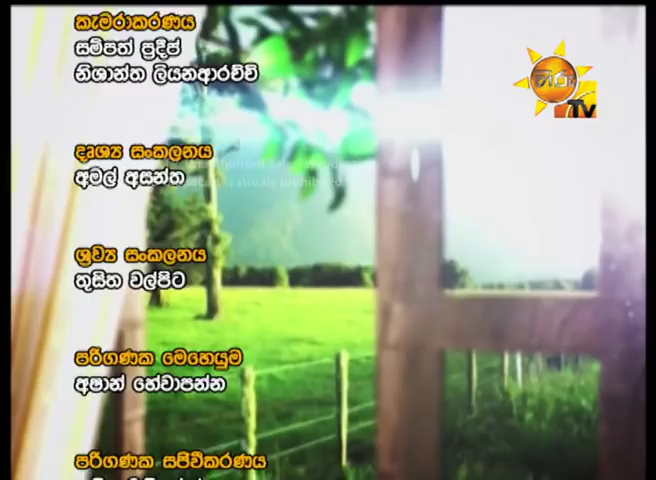 කැමරාකරණය
සම්පත් ප්‍රදීප්
නිශාන්ත ලියනආරච්චි
හිරු
TV
දෘශ්‍ය සංකලනය
අමල් අසන්ත
ශ්‍රව්‍ය සංකලනය
තුසිත වල්පිට
පරිගණක මෙහෙයුම
අෂාන් හේවාපන්න
පරිගණක සජිවීකරණය